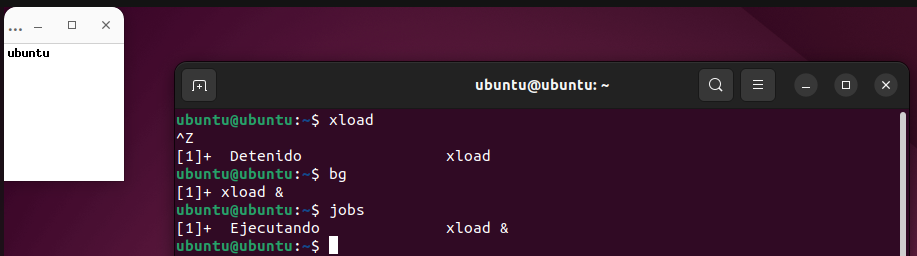 ...
ubuntu
ubuntu@ubuntu: ~
ubuntu@ubuntu:~$ xload
^Z
[1]+  Detenido                xload
ubuntu@ubuntu:~$ bg
[1]+ xload &
ubuntu@ubuntu:~$ jobs
[1]+  Ejecutando              xload &
ubuntu@ubuntu:~$